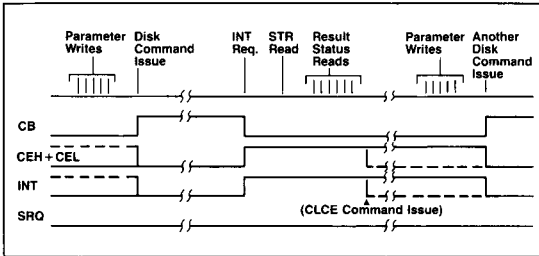 Parameter Writes
Disk Command Issue
INT Req.
STR Read
Result Status Reads
Parameter Writes
Another Disk Command Issue
CB
CEH + CEL
INT
(CLCE Command Issue)
SRQ